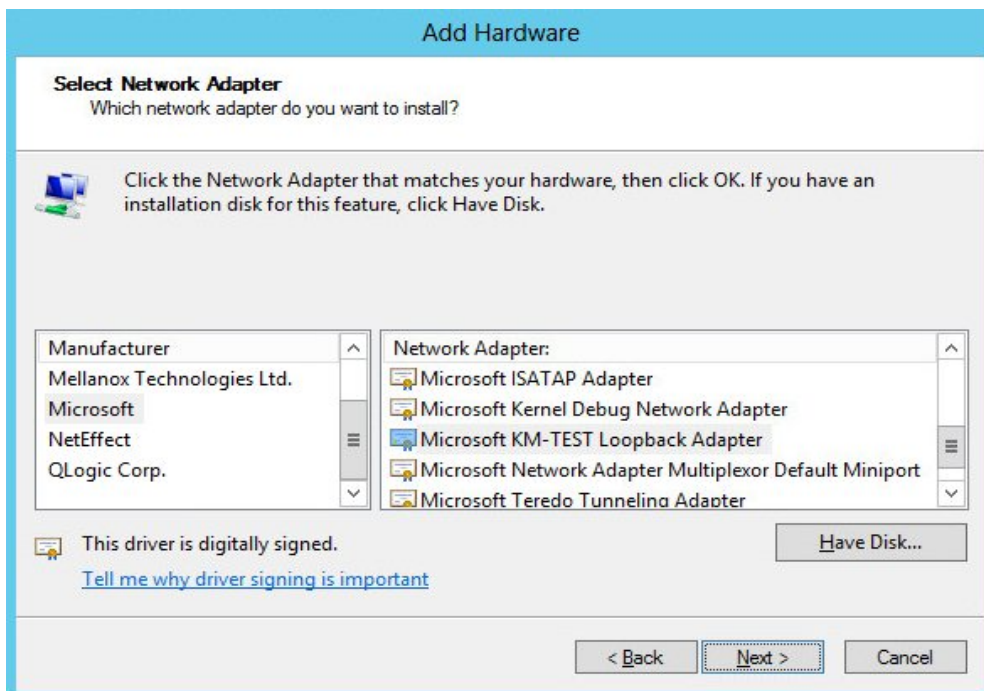 Add Hardware
Select Network Adapter
Which network adapter do you want to install?
Click the Network Adapter that matches your hardware, then click OK. If you have an
installation disk for this feature, click Have Disk.
Manufacturer
Mellanox Technologies Ltd.
Microsoft
NetEffect
QLogic Corp.
Network Adapter:
Microsoft ISATAP Adapter
Microsoft Kernel Debug Network Adapter
Microsoft KM-TEST Loopback Adapter
Microsoft Network Adapter Multiplexor Default Miniport
Microsoft Teredo Tunneling Adapter
This driver is digitally signed.
Have Disk...
Tell me why driver signing is important
< Back
Next >
Cancel